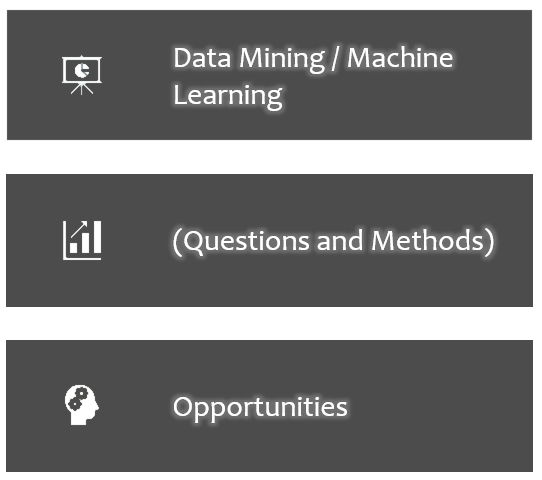 Data Mining / Machine
Learning
(Questions and Methods)
Opportunities